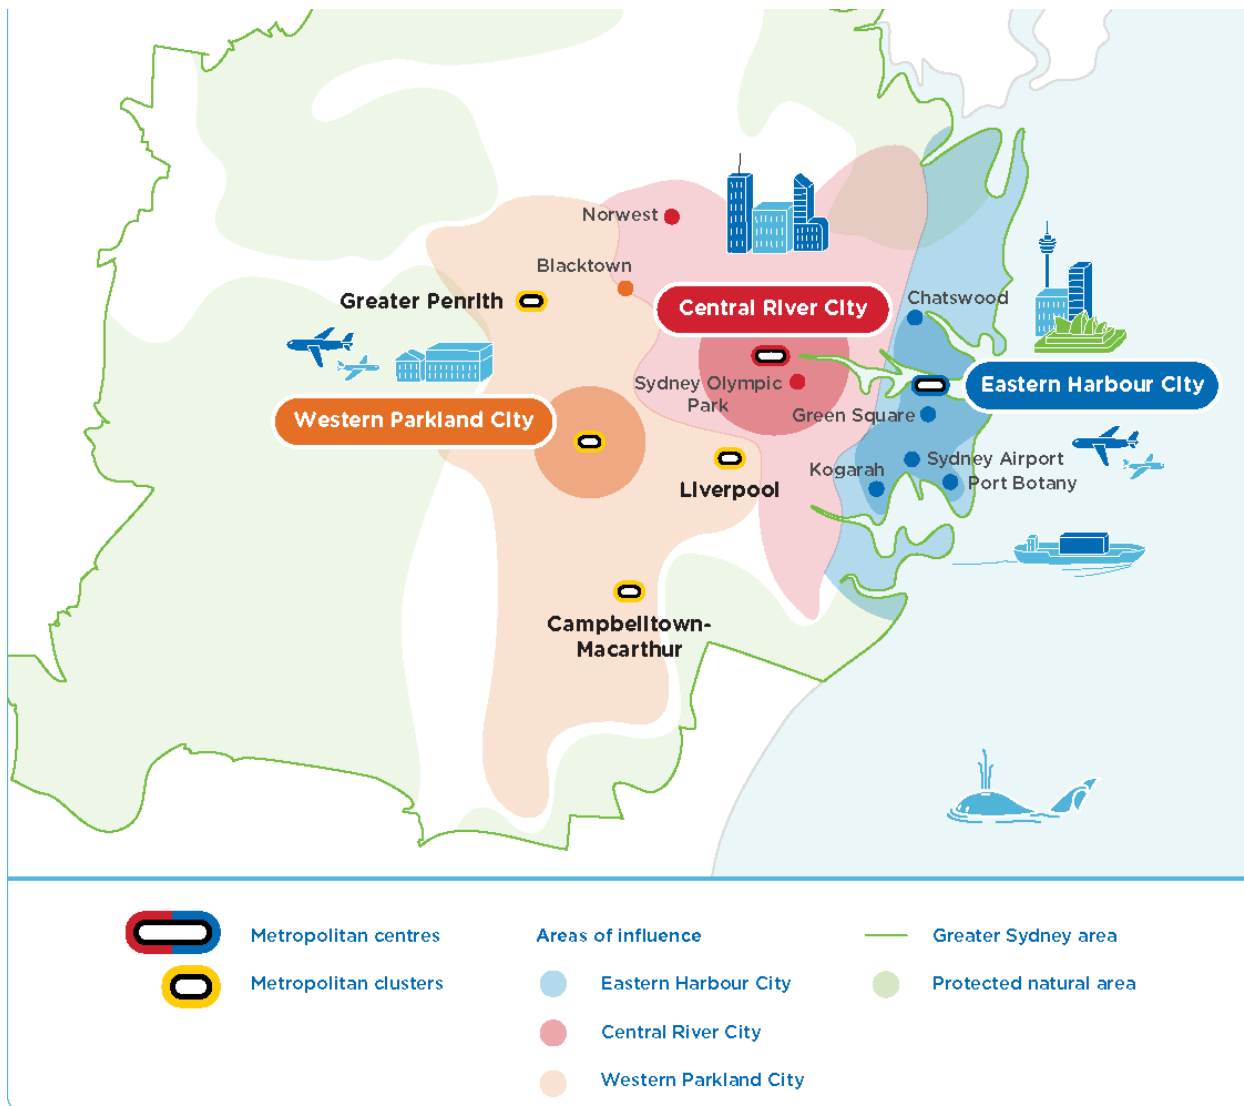 Norwest
Blacktown
Greater Penrith
Central River City
Chatswood
Sydney Olympic
Park
Eastern Harbour City
Western Parkland City
Green Square
Kogarah
Sydney Airport
Port Botany
Liverpool
Campbelltown-
Macarthur
Metropolitan centres
Metropolitan clusters
Areas of influence
Eastern Harbour City
Central River City
Western Parkland City
Greater Sydney area
Protected natural area